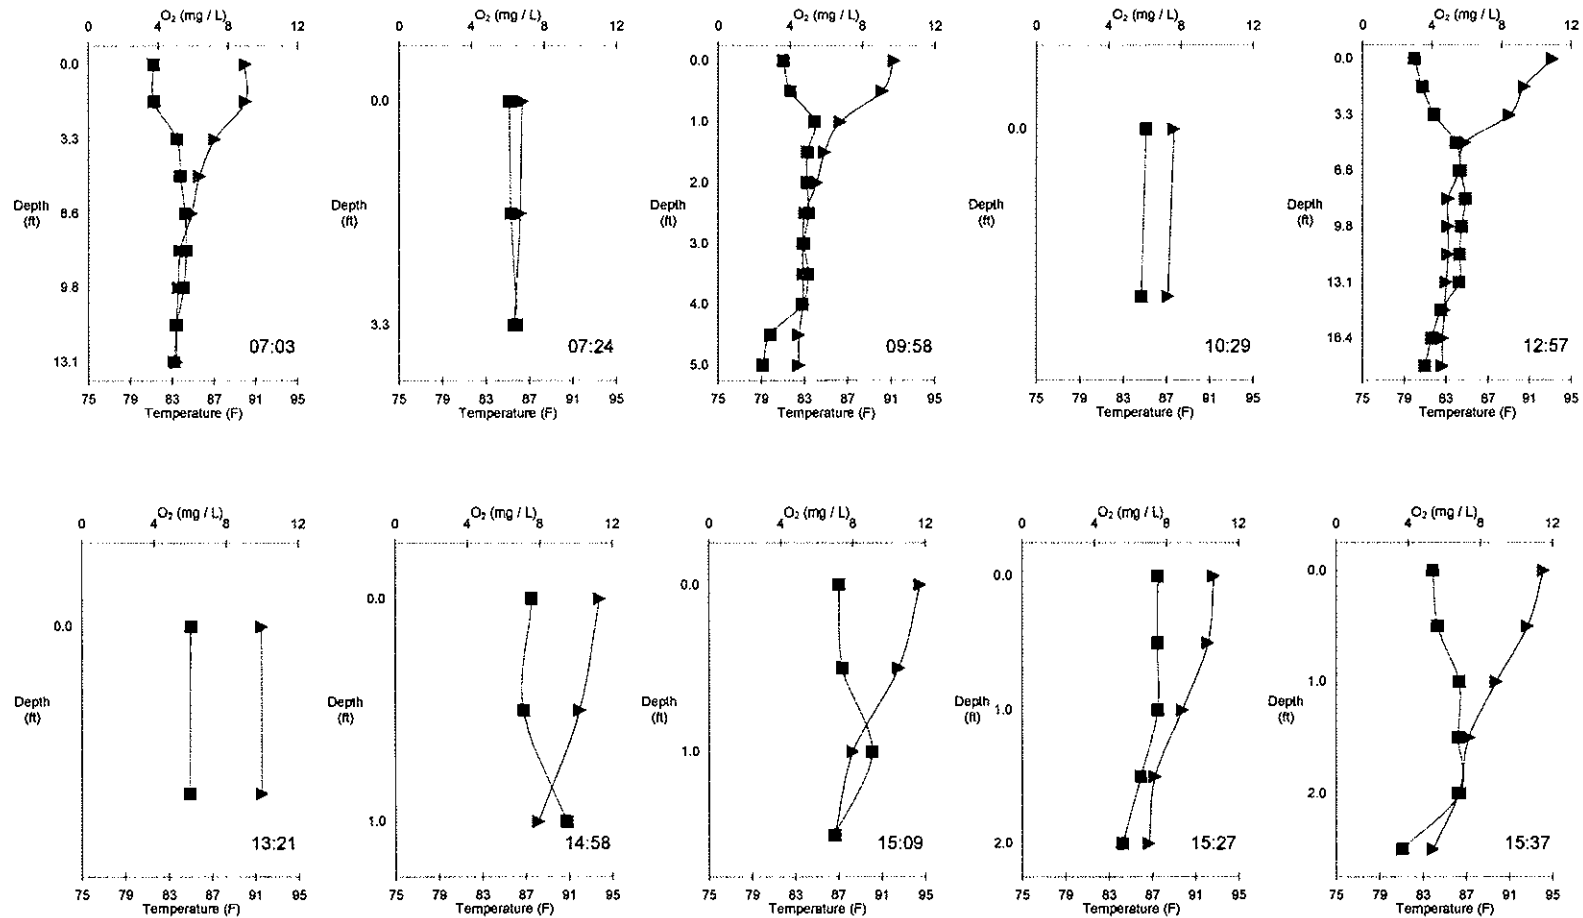 O₂ (mg / L)
0 4 8 12
0.0
3.3
6.6
9.8
13.1
Depth
(ft)
07:03
75 79 83 87 91 95
Temperature (F)
O₂ (mg / L)
0 4 8 12
0.0
3.3
Depth
(ft)
07:24
75 79 83 87 91 95
Temperature (F)
O₂ (mg / L)
0 4 8 12
0.0
1.0
2.0
3.0
4.0
5.0
Depth
(ft)
09:58
75 79 83 87 91 95
Temperature (F)
O₂ (mg / L)
0 4 8 12
0.0
Depth
(ft)
10:29
75 79 83 87 91 95
Temperature (F)
O₂ (mg / L)
0 4 8 12
0.0
3.3
6.6
9.8
13.1
16.4
Depth
(ft)
12:57
75 79 83 87 91 95
Temperature (F)
O₂ (mg / L)
0 4 8 12
0.0
Depth
(ft)
13:21
75 79 83 87 91 95
Temperature (F)
O₂ (mg / L)
0 4 8 12
0.0
1.0
Depth
(ft)
14:58
75 79 83 87 91 95
Temperature (F)
O₂ (mg / L)
0 4 8 12
0.0
1.0
Depth
(ft)
15:09
75 79 83 87 91 95
Temperature (F)
O₂ (mg / L)
0 4 8 12
0.0
1.0
2.0
Depth
(ft)
15:27
75 79 83 87 91 95
Temperature (F)
O₂ (mg / L)
0 4 8 12
0.0
1.0
2.0
Depth
(ft)
15:37
75 79 83 87 91 95
Temperature (F)